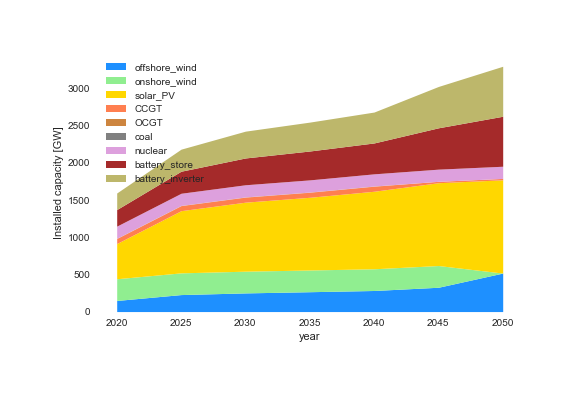 offshore_wind
onshore_wind
solar_PV
CCGT
OCGT
coal
nuclear
battery_store
battery_inverter
Installed capacity [GW]
3000
2500
2000
1500
1000
500
0
2020 2025 2030 2035 2040 2045 2050
year